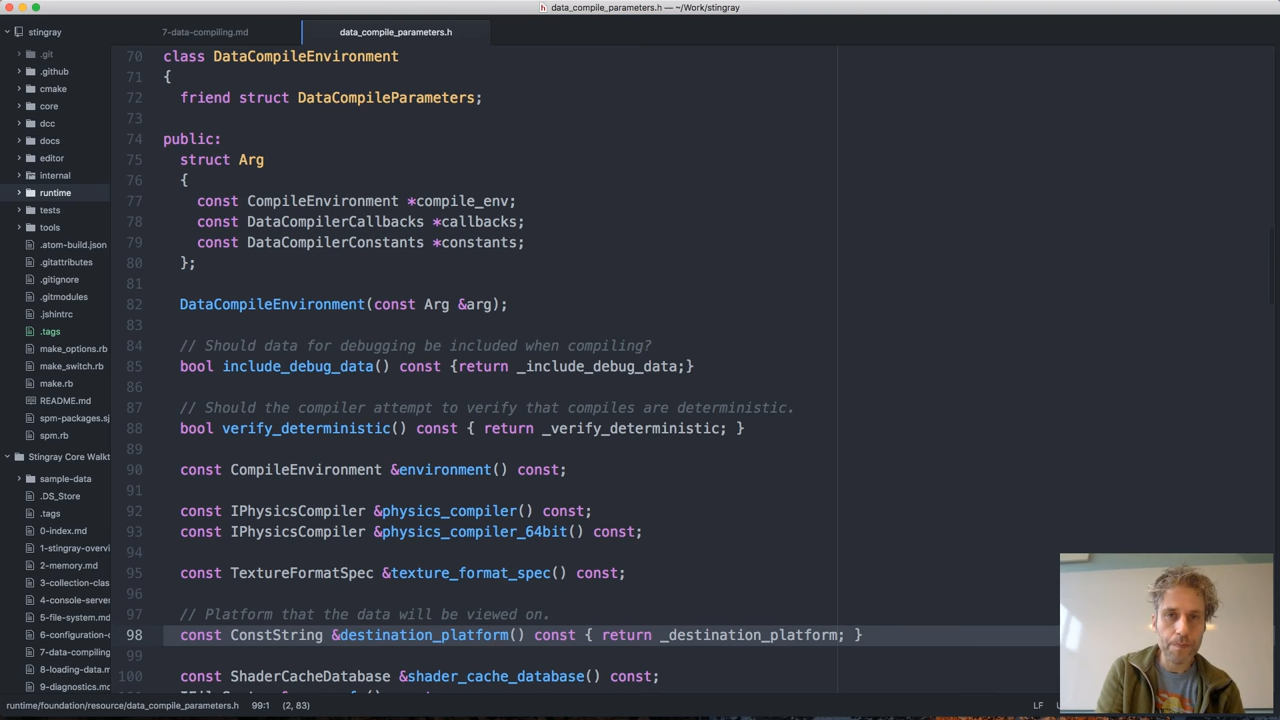 data_compile_parameters.h — ~/Work/stingray
stingray
7-data-compiling.md
data_compile_parameters.h
.git
.github
cmake
core
dcc
docs
editor
internal
runtime
tests
tools
.atom-build.json
.gitattributes
.gitignore
.gitmodules
.jshintrc
.tags
make_options.rb
make_switch.rb
make.rb
README.md
spm-packages.sj
spm.rb
Stingray Core Walkt
sample-data
.DS_Store
.tags
0-index.md
1-stingray-overvi
2-memory.md
3-collection-clas
4-console-server
5-file-system.md
6-configuration-c
7-data-compiling
8-loading-data.m
9-diagnostics.md
70 class DataCompileEnvironment
71 {
72 friend struct DataCompileParameters;
73
74 public:
75 struct Arg
76 {
77 const CompileEnvironment *compile_env;
78 const DataCompilerCallbacks *callbacks;
79 const DataCompilerConstants *constants;
80 };
81
82 DataCompileEnvironment(const Arg &arg);
83
84 // Should data for debugging be included when compiling?
85 bool include_debug_data() const {return _include_debug_data;}
86
87 // Should the compiler attempt to verify that compiles are deterministic.
88 bool verify_deterministic() const { return _verify_deterministic; }
89
90 const CompileEnvironment &environment() const;
91
92 const IPhysicsCompiler &physics_compiler() const;
93 const IPhysicsCompiler &physics_compiler_64bit() const;
94
95 const TextureFormatSpec &texture_format_spec() const;
96
97 // Platform that the data will be viewed on.
98 const ConstString &destination_platform() const { return _destination_platform; }
99
100 const ShaderCacheDatabase &shader_cache_database() const;
runtime/foundation/resource/data_compile_parameters.h 99:1 (2, 83)
LF